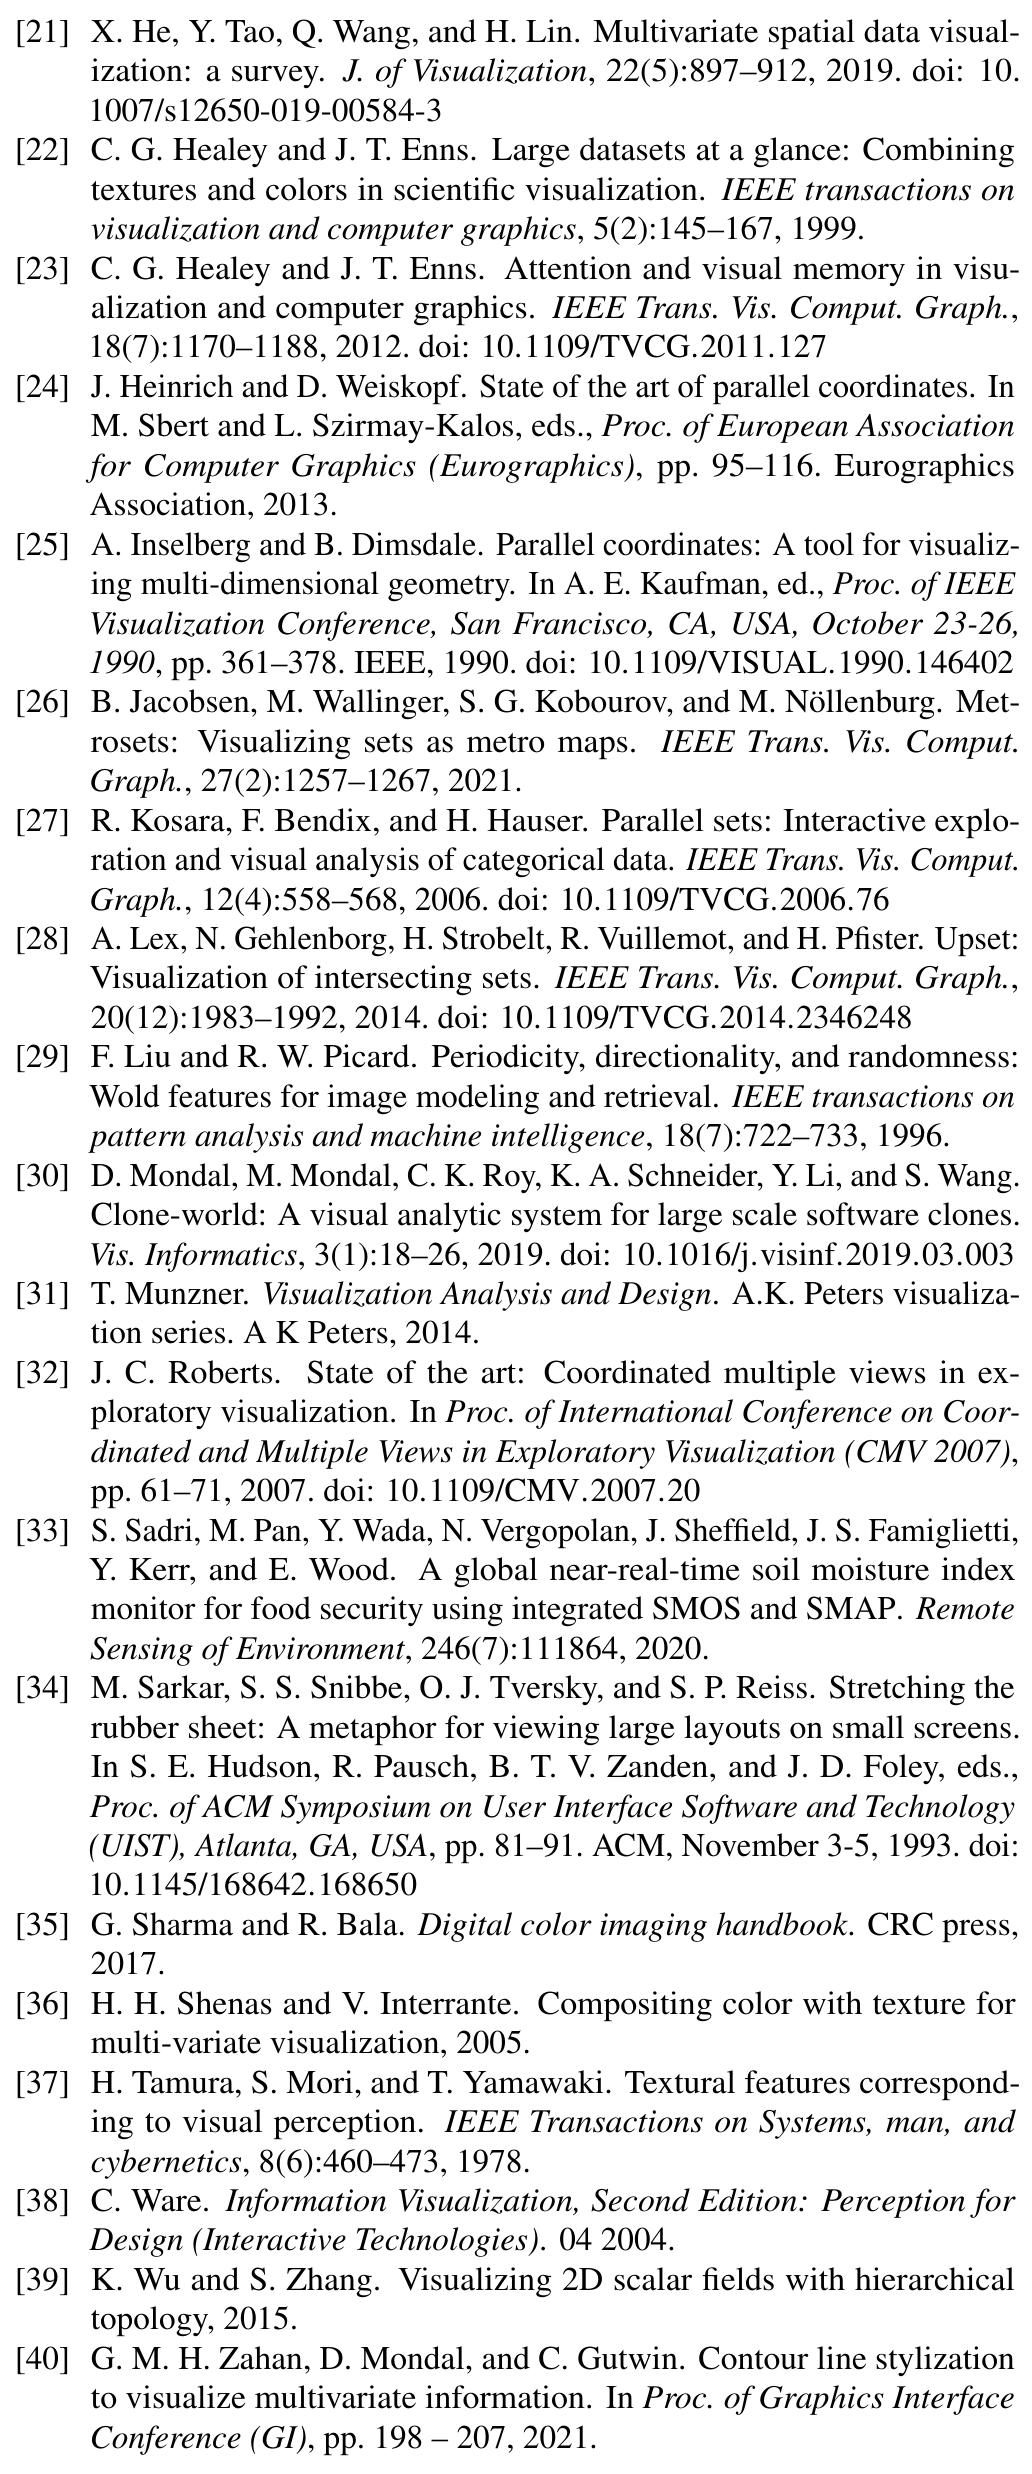 [21] X. He, Y. Tao, Q. Wang, and H. Lin. Multivariate spatial data visual-
ization: a survey. J. of Visualization, 22(5):897–912, 2019. doi: 10.
1007/s12650-019-00584-3
[22] C. G. Healey and J. T. Enns. Large datasets at a glance: Combining
textures and colors in scientific visualization. IEEE transactions on
visualization and computer graphics, 5(2):145–167, 1999.
[23] C. G. Healey and J. T. Enns. Attention and visual memory in visu-
alization and computer graphics. IEEE Trans. Vis. Comput. Graph.,
18(7):1170–1188, 2012. doi: 10.1109/TVCG.2011.127
[24] J. Heinrich and D. Weiskopf. State of the art of parallel coordinates. In
M. Sbert and L. Szirmay-Kalos, eds., Proc. of European Association
for Computer Graphics (Eurographics), pp. 95–116. Eurographics
Association, 2013.
[25] A. Inselberg and B. Dimsdale. Parallel coordinates: A tool for visualiz-
ing multi-dimensional geometry. In A. E. Kaufman, ed., Proc. of IEEE
Visualization Conference, San Francisco, CA, USA, October 23-26,
1990, pp. 361–378. IEEE, 1990. doi: 10.1109/VISUAL.1990.146402
[26] B. Jacobsen, M. Wallinger, S. G. Kobourov, and M. Nöllenburg. Met-
rosets: Visualizing sets as metro maps. IEEE Trans. Vis. Comput.
Graph., 27(2):1257–1267, 2021.
[27] R. Kosara, F. Bendix, and H. Hauser. Parallel sets: Interactive explo-
ration and visual analysis of categorical data. IEEE Trans. Vis. Comput.
Graph., 12(4):558–568, 2006. doi: 10.1109/TVCG.2006.76
[28] A. Lex, N. Gehlenborg, H. Strobelt, R. Vuillemot, and H. Pfister. Upset:
Visualization of intersecting sets. IEEE Trans. Vis. Comput. Graph.,
20(12):1983–1992, 2014. doi: 10.1109/TVCG.2014.2346248
[29] F. Liu and R. W. Picard. Periodicity, directionality, and randomness:
Wold features for image modeling and retrieval. IEEE transactions on
pattern analysis and machine intelligence, 18(7):722–733, 1996.
[30] D. Mondal, M. Mondal, C. K. Roy, K. A. Schneider, Y. Li, and S. Wang.
Clone-world: A visual analytic system for large scale software clones.
Vis. Informatics, 3(1):18–26, 2019. doi: 10.1016/j.visinf.2019.03.003
[31] T. Munzner. Visualization Analysis and Design. A.K. Peters visualiza-
tion series. A K Peters, 2014.
[32] J. C. Roberts. State of the art: Coordinated multiple views in ex-
ploratory visualization. In Proc. of International Conference on Coor-
dinated and Multiple Views in Exploratory Visualization (CMV 2007),
pp. 61–71, 2007. doi: 10.1109/CMV.2007.20
[33] S. Sadri, M. Pan, Y. Wada, N. Vergopolan, J. Sheffield, J. S. Famiglietti,
Y. Kerr, and E. Wood. A global near-real-time soil moisture index
monitor for food security using integrated SMOS and SMAP. Remote
Sensing of Environment, 246(7):111864, 2020.
[34] M. Sarkar, S. S. Snibbe, O. J. Tversky, and S. P. Reiss. Stretching the
rubber sheet: A metaphor for viewing large layouts on small screens.
In S. E. Hudson, R. Pausch, B. T. V. Zanden, and J. D. Foley, eds.,
Proc. of ACM Symposium on User Interface Software and Technology
(UIST), Atlanta, GA, USA, pp. 81–91. ACM, November 3-5, 1993. doi:
10.1145/168642.168650
[35] G. Sharma and R. Bala. Digital color imaging handbook. CRC press,
2017.
[36] H. H. Shenas and V. Interrante. Compositing color with texture for
multi-variate visualization, 2005.
[37] H. Tamura, S. Mori, and T. Yamawaki. Textural features correspond-
ing to visual perception. IEEE Transactions on Systems, man, and
cybernetics, 8(6):460–473, 1978.
[38] C. Ware. Information Visualization, Second Edition: Perception for
Design (Interactive Technologies). 04 2004.
[39] K. Wu and S. Zhang. Visualizing 2D scalar fields with hierarchical
topology, 2015.
[40] G. M. H. Zahan, D. Mondal, and C. Gutwin. Contour line stylization
to visualize multivariate information. In Proc. of Graphics Interface
Conference (GI), pp. 198 – 207, 2021.